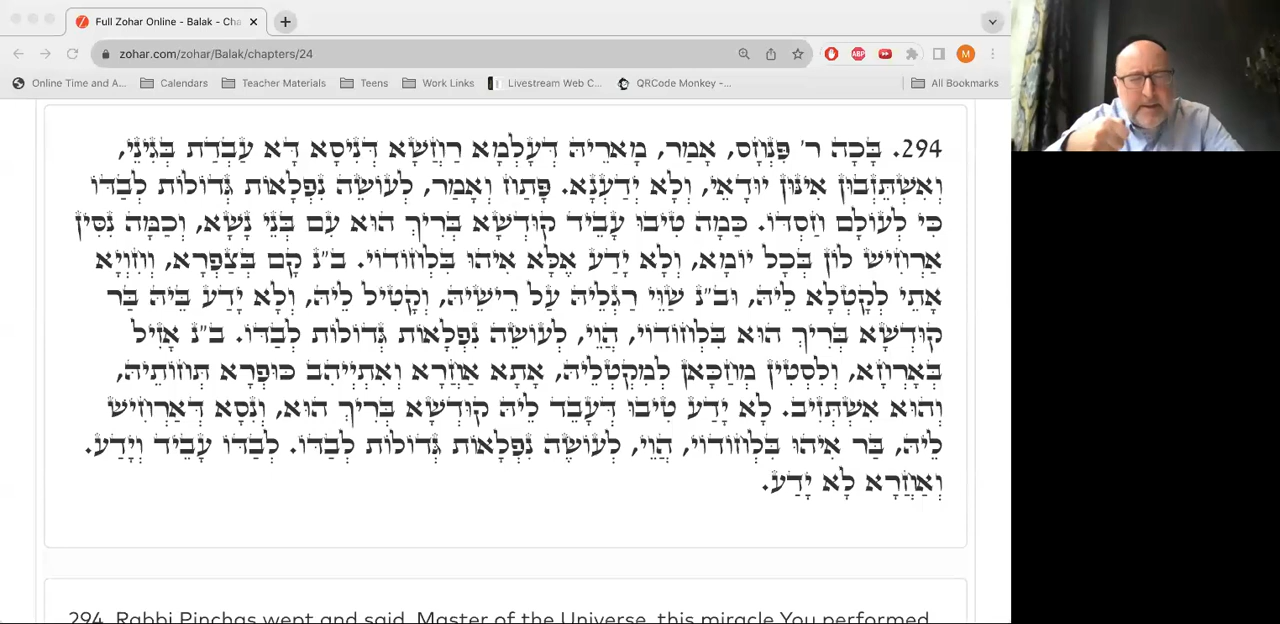 Full Zohar Online - Balak - Cha
zohar.com/zohar/Balak/chapters/24
ABP
M
Online Time and A...
Calendars
Teacher Materials
Teens
Work Links
Livestream Web C...
QRCode Monkey -...
All Bookmarks
294. בָּכָה ר' פִּנְחָס, אָמַר, מָארֵיהּ דְּעָלְמָא רַחֲשָׁא דְּנִיסָא דָּא עֲבְדַת בְּגִינֵי,
וְאִשְׁתֵּזְבוּן אִינּוּן יוּדָאֵי, וְלָא יְדַעְנָא. פָּתַח וְאָמַר, לְעוֹשֵׂה נִפְלָאוֹת גְּדוֹלוֹת לְבַדּוֹ
כִּי לְעוֹלָם חַסְדּוֹ. כַּמָה טִיבוּ עָבֵיד קוּדְשָׁא בְּרִיךְ הוּא עִם בְּנֵי נָשָׁא, וְכַמָּה נִסִּין
אַרְחִישׁ לוֹן בְּכָל יוֹמָא, וְלָא יָדַע אֶלָּא אִיהוּ בִּלְחוֹדוֹי. ב"נ קָם בְּצַפְרָא, וְחִוְיָא
אָתֵי לְקָטְלָא לֵיהּ, וּב"נ שַׁוֵּי רַגְלֵיהּ עַל רֵישֵׁיהּ, וְקָטִיל לֵיהּ, וְלָא יָדַע בֵּיהּ בַּר
קוּדְשָׁא בְּרִיךְ הוּא בִּלְחוֹדוֹי, הֲוֵי, לְעוֹשֵׂה נִפְלָאוֹת גְּדוֹלוֹת לְבַדּוֹ. ב"נ אָזִיל
בְּאָרְחָא, וְלִסְטִין מְחַכָּאן לְמִקְטְלֵיהּ, אָתָא אַחֲרָא וְאִתְיְיהִב כּוּפְרָא תְּחוֹתֵיהּ,
וְהוּא אִשְׁתְּזִיב. לָא יָדַע טִיבוּ דְּעָבַד לֵיהּ קוּדְשָׁא בְּרִיךְ הוּא, וְנִסָּא דְּאַרְחִישׁ
לֵיהּ, בַּר אִיהוּ בִּלְחוֹדוֹי, הֲוֵי, לְעוֹשֶׂה נִפְלָאוֹת גְּדוֹלוֹת לְבַדּוֹ. לְבַדּוֹ עָבֵיד וְיָדַע.
וְאַחֲרָא לָא יָדַע.
294. Rabbi Pinchas wept and said, Master of the Universe, this miracle You performed